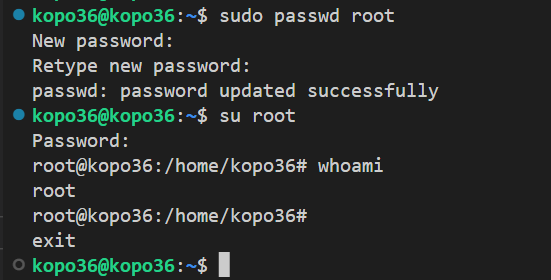 kopo36@kopo36:~$ sudo passwd root
New password:
Retype new password:
passwd: password updated successfully
kopo36@kopo36:~$ su root
Password:
root@kopo36:/home/kopo36# whoami
root
root@kopo36:/home/kopo36#
exit
kopo36@kopo36:~$